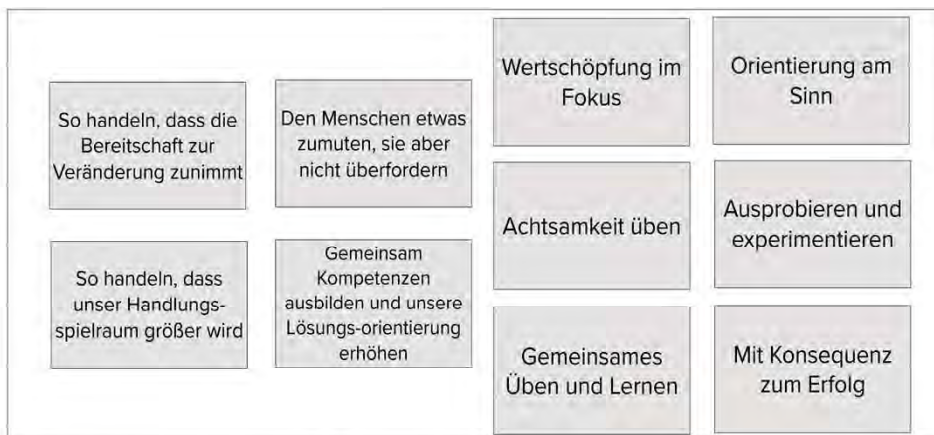 So handeln, dass die
Bereitschaft zur
Veränderung zunimmt
Den Menschen etwas
zumuten, sie aber
nicht überfordern
So handeln, dass
unser Handlungs-
spielraum größer wird
Gemeinsam
Kompetenzen
ausbilden und unsere
Lösungs-orientierung
erhöhen
Wertschöpfung im
Fokus
Orientierung am
Sinn
Achtsamkeit üben
Ausprobieren und
experimentieren
Gemeinsames
Üben und Lernen
Mit Konsequenz
zum Erfolg